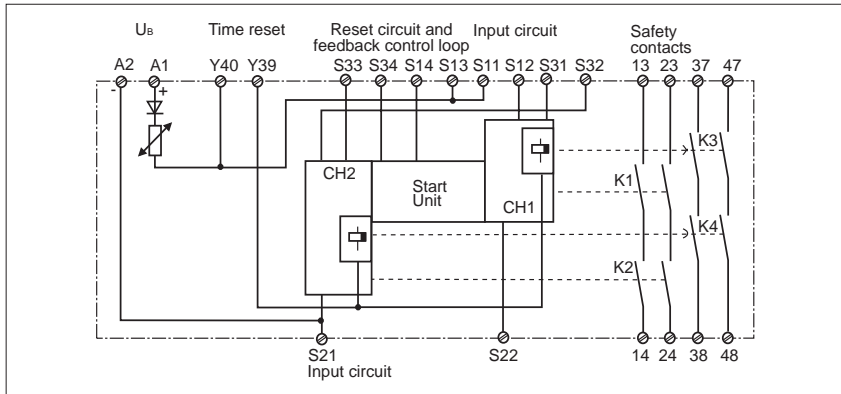 UB Time reset Reset circuit and Input circuit Safety
feedback control loop contacts
A2 A1 Y40 Y39 S33 S34 S14 S13 S11 S12 S31 S32 13 23 37 47
- +
K3
CH2 Start K1
Unit CH1
K4
K2
S21 S22 14 24 38 48
Input circuit